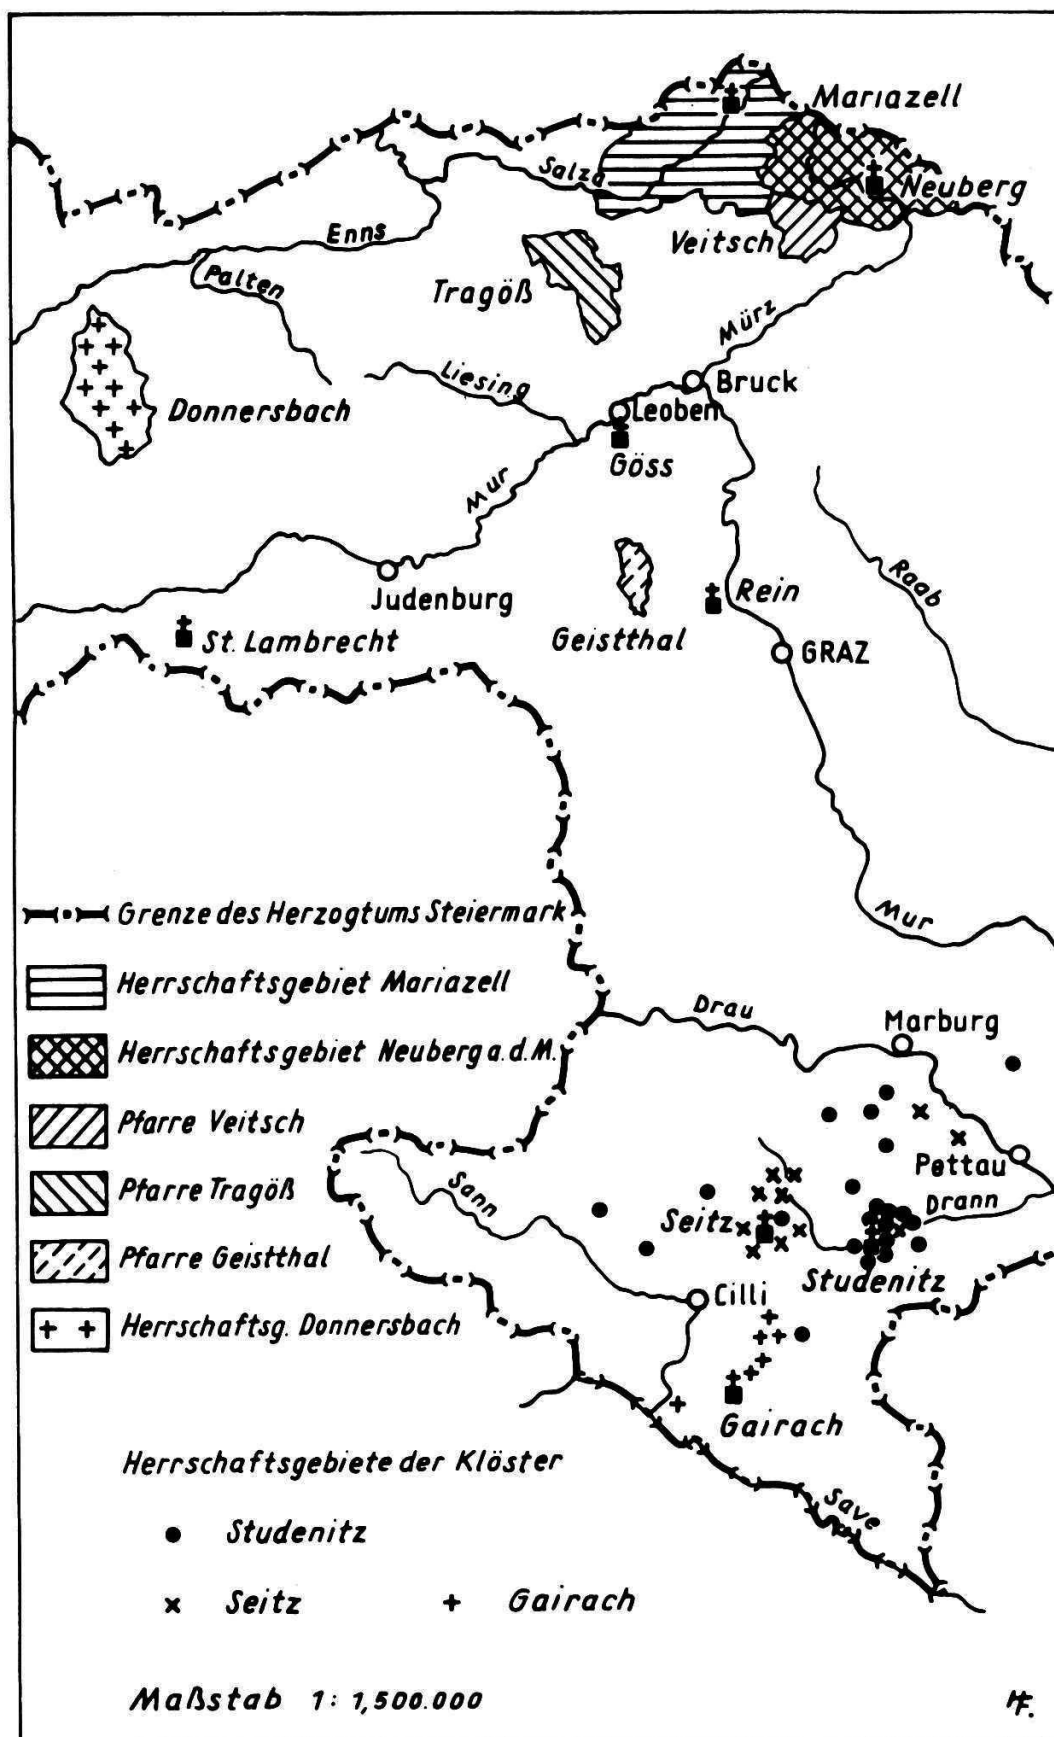 Mariazell
Salza
Neuberg
Enns
Veitsch
Palten
Tragöß
Mürz
Liesing
Bruck
Donnersbach
Leoben
Göss
Mur
Raab
Judenburg
Rein
St. Lambrecht
Geistthal
GRAZ
Grenze des Herzogtums Steiermark
Mur
Herrschaftsgebiet Mariazell
Drau
Marburg
Herrschaftsgebiet Neuberg a.d.M.
Pfarre Veitsch
Pettau
Pfarre Tragöß
Sann
Drann
Seitz
Pfarre Geistthal
Studenitz
Cilli
Herrschaftsg. Donnersbach
Gairach
Herrschaftsgebiete der Klöster
Save
Studenitz
Seitz
Gairach
Maßstab 1: 1,500.000
HF.